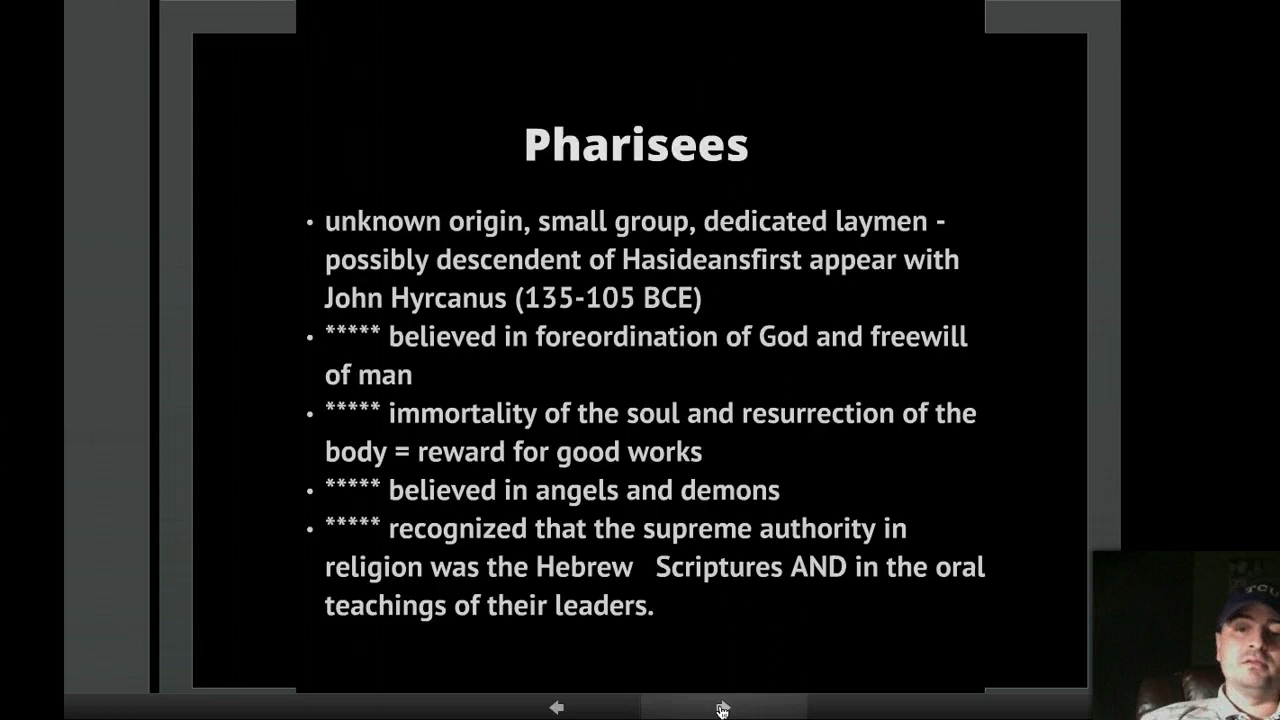 Pharisees
• unknown origin, small group, dedicated laymen -
possibly descendent of Hasideansfirst appear with
John Hyrcanus (135-105 BCE)
• ***** believed in foreordination of God and freewill
of man
• ***** immortality of the soul and resurrection of the
body = reward for good works
• ***** believed in angels and demons
• ***** recognized that the supreme authority in
religion was the Hebrew   Scriptures AND in the oral
teachings of their leaders.
TCU